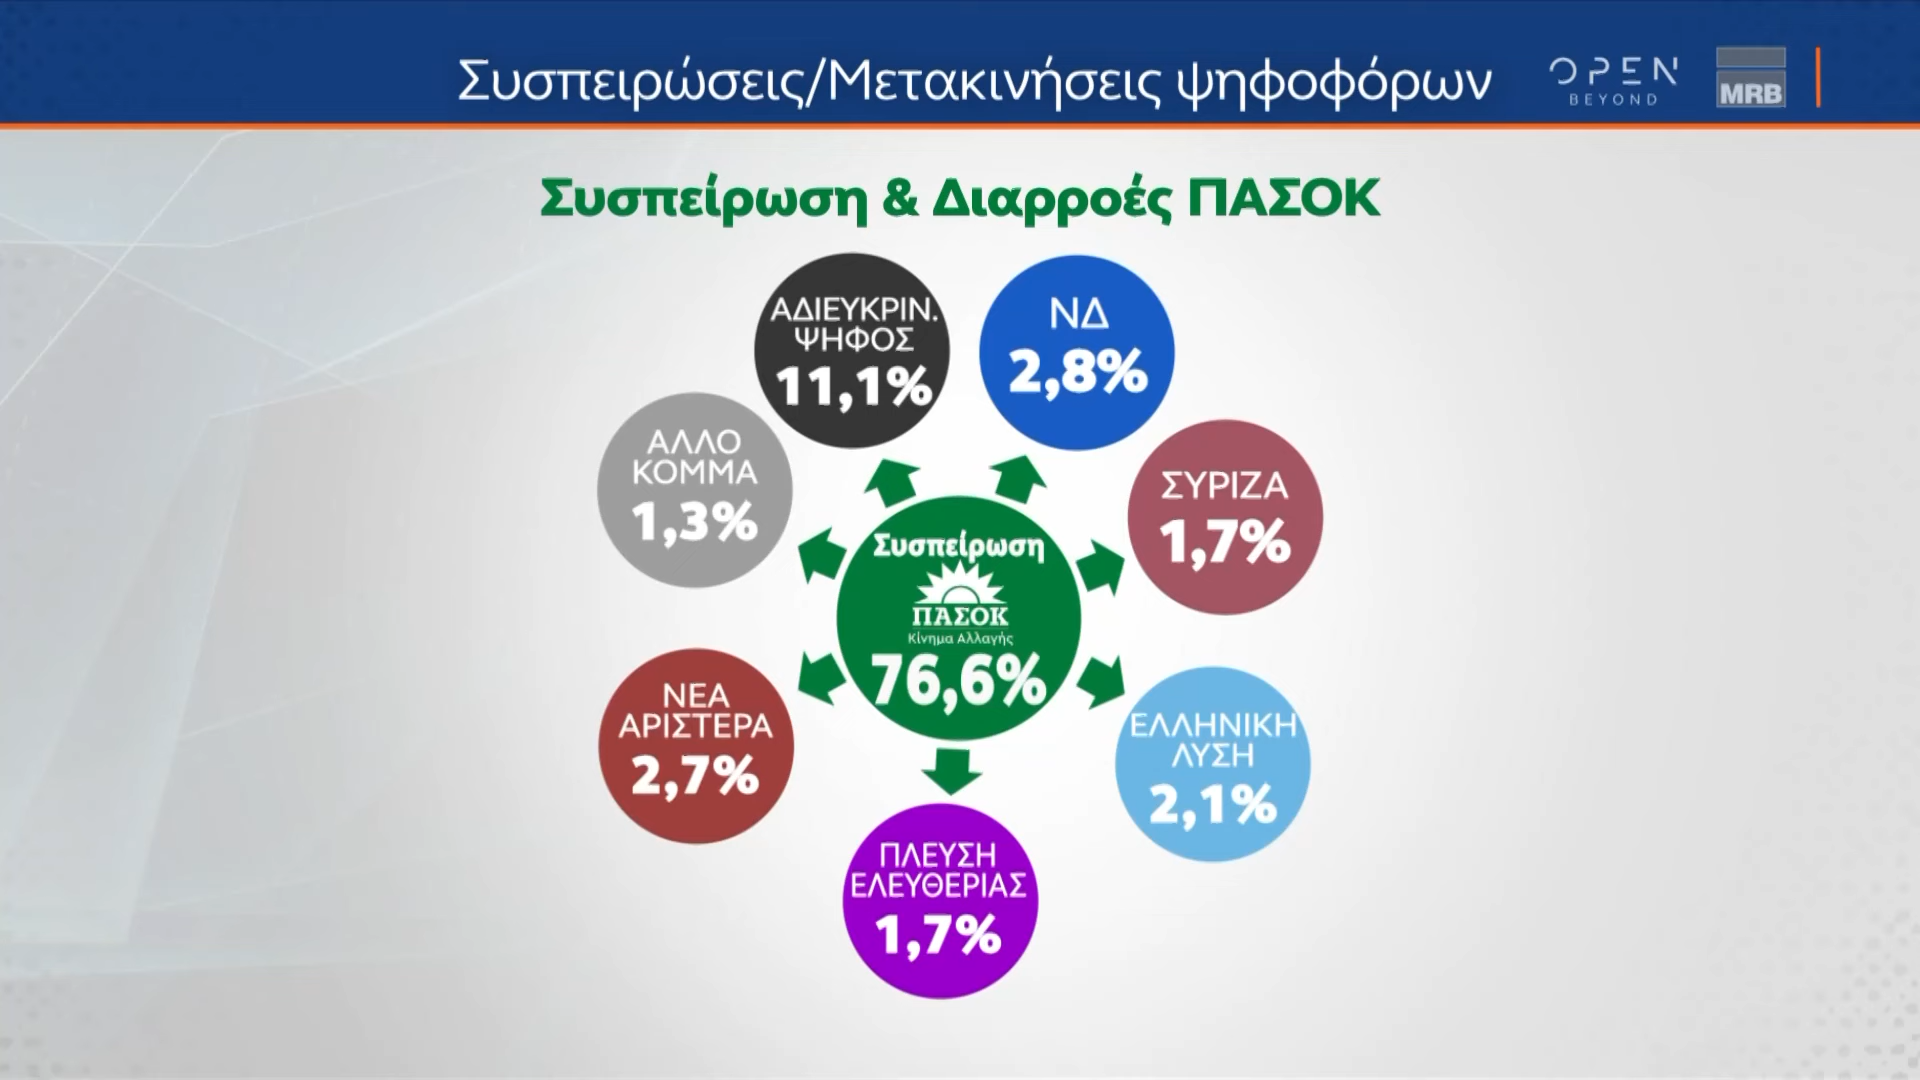 Συσπειρώσεις/Μετακινήσεις ψηφοφόρων
OPEN
BEYOND
MRB
Συσπείρωση & Διαρροές ΠΑΣΟΚ
ΑΔΙΕΥΚΡΙΝ.
ΨΗΦΟΣ
11,1%
ΝΔ
2,8%
ΑΛΛΟ
ΚΟΜΜΑ
1,3%
ΣΥΡΙΖΑ
1,7%
Συσπείρωση
ΠΑΣΟΚ
Κίνημα Αλλαγής
76,6%
ΝΕΑ
ΑΡΙΣΤΕΡΑ
2,7%
ΕΛΛΗΝΙΚΗ
ΛΥΣΗ
2,1%
ΠΛΕΥΣΗ
ΕΛΕΥΘΕΡΙΑΣ
1,7%